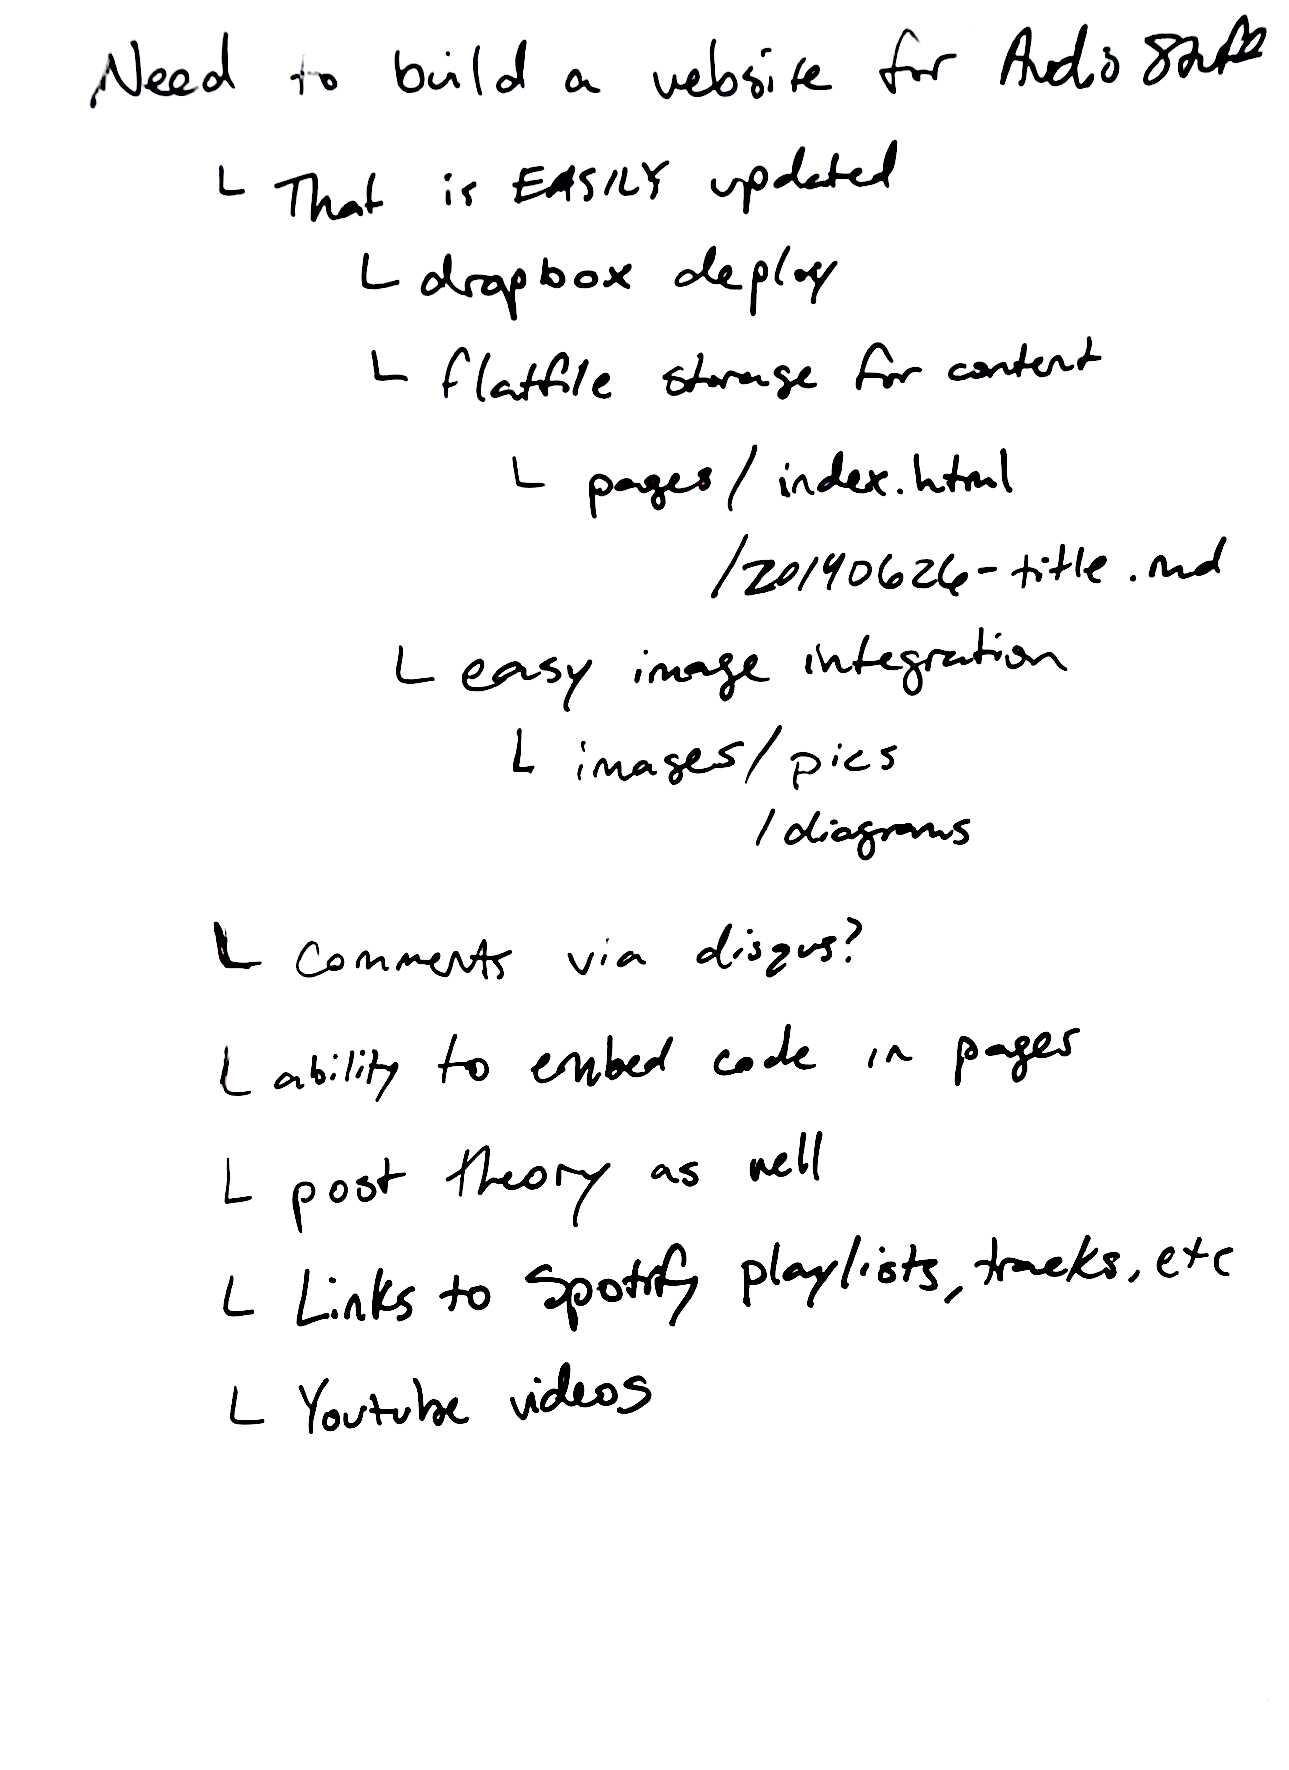 Need to build a website for Audio Stuff
└ That is EASILY updated
└ dropbox deploy
└ flatfile storage for content
└ pages/index.html
/20140626-title.md
└ easy image integration
└ images/pics
/diagrams
└ Comments via disqus?
└ ability to embed code in pages
└ post theory as well
└ Links to Spotify playlists, tracks, etc
└ Youtube videos